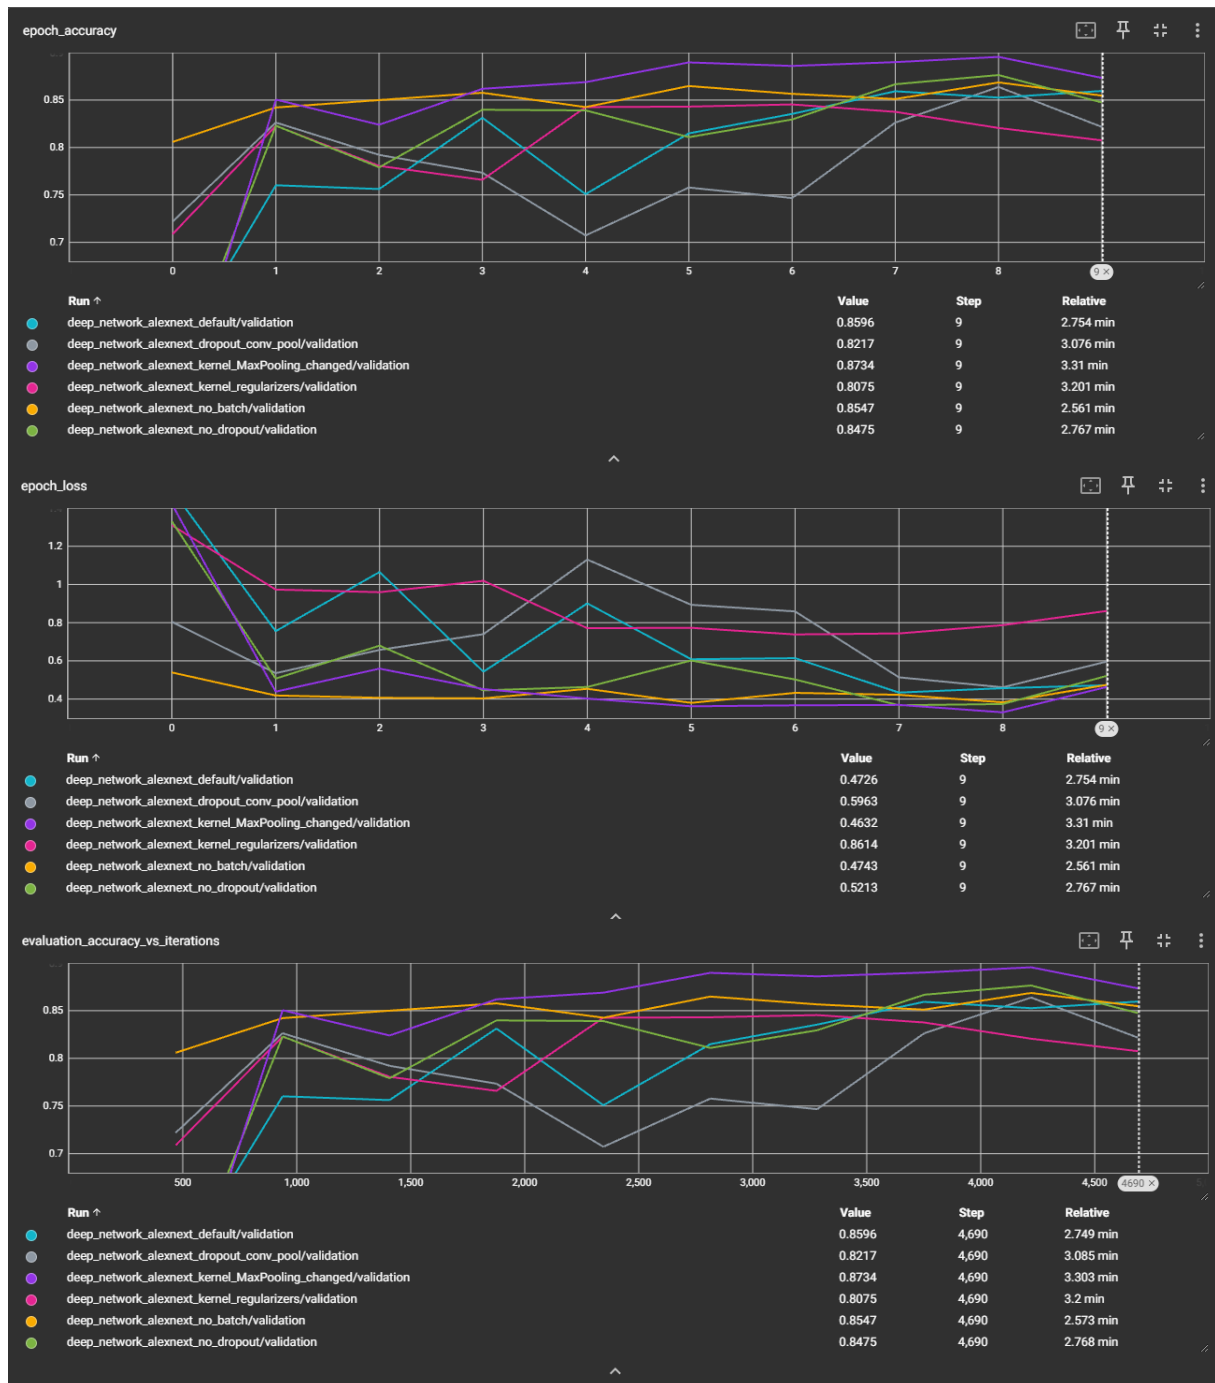 epoch_accuracy
0.85
0.8
0.75
0.7
0 1 2 3 4 5 6 7 8 9 ×
Run ↑ Value Step Relative
deep_network_alexnext_default/validation 0.8596 9 2.754 min
deep_network_alexnext_dropout_conv_pool/validation 0.8217 9 3.076 min
deep_network_alexnext_kernel_MaxPooling_changed/validation 0.8734 9 3.31 min
deep_network_alexnext_kernel_regularizers/validation 0.8075 9 3.201 min
deep_network_alexnext_no_batch/validation 0.8547 9 2.561 min
deep_network_alexnext_no_dropout/validation 0.8475 9 2.767 min
epoch_loss
1.2
1
0.8
0.6
0.4
0 1 2 3 4 5 6 7 8 9 ×
Run ↑ Value Step Relative
deep_network_alexnext_default/validation 0.4726 9 2.754 min
deep_network_alexnext_dropout_conv_pool/validation 0.5963 9 3.076 min
deep_network_alexnext_kernel_MaxPooling_changed/validation 0.4632 9 3.31 min
deep_network_alexnext_kernel_regularizers/validation 0.8614 9 3.201 min
deep_network_alexnext_no_batch/validation 0.4743 9 2.561 min
deep_network_alexnext_no_dropout/validation 0.5213 9 2.767 min
evaluation_accuracy_vs_iterations
0.85
0.8
0.75
0.7
500 1,000 1,500 2,000 2,500 3,000 3,500 4,000 4,500 4690 ×
Run ↑ Value Step Relative
deep_network_alexnext_default/validation 0.8596 4,690 2.749 min
deep_network_alexnext_dropout_conv_pool/validation 0.8217 4,690 3.085 min
deep_network_alexnext_kernel_MaxPooling_changed/validation 0.8734 4,690 3.303 min
deep_network_alexnext_kernel_regularizers/validation 0.8075 4,690 3.2 min
deep_network_alexnext_no_batch/validation 0.8547 4,690 2.573 min
deep_network_alexnext_no_dropout/validation 0.8475 4,690 2.768 min